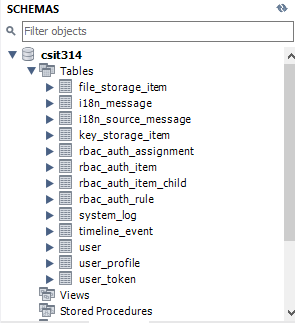 SCHEMAS
Filter objects
csit314
Tables
file_storage_item
i18n_message
i18n_source_message
key_storage_item
rbac_auth_assignment
rbac_auth_item
rbac_auth_item_child
rbac_auth_rule
system_log
timeline_event
user
user_profile
user_token
Views
Stored Procedures